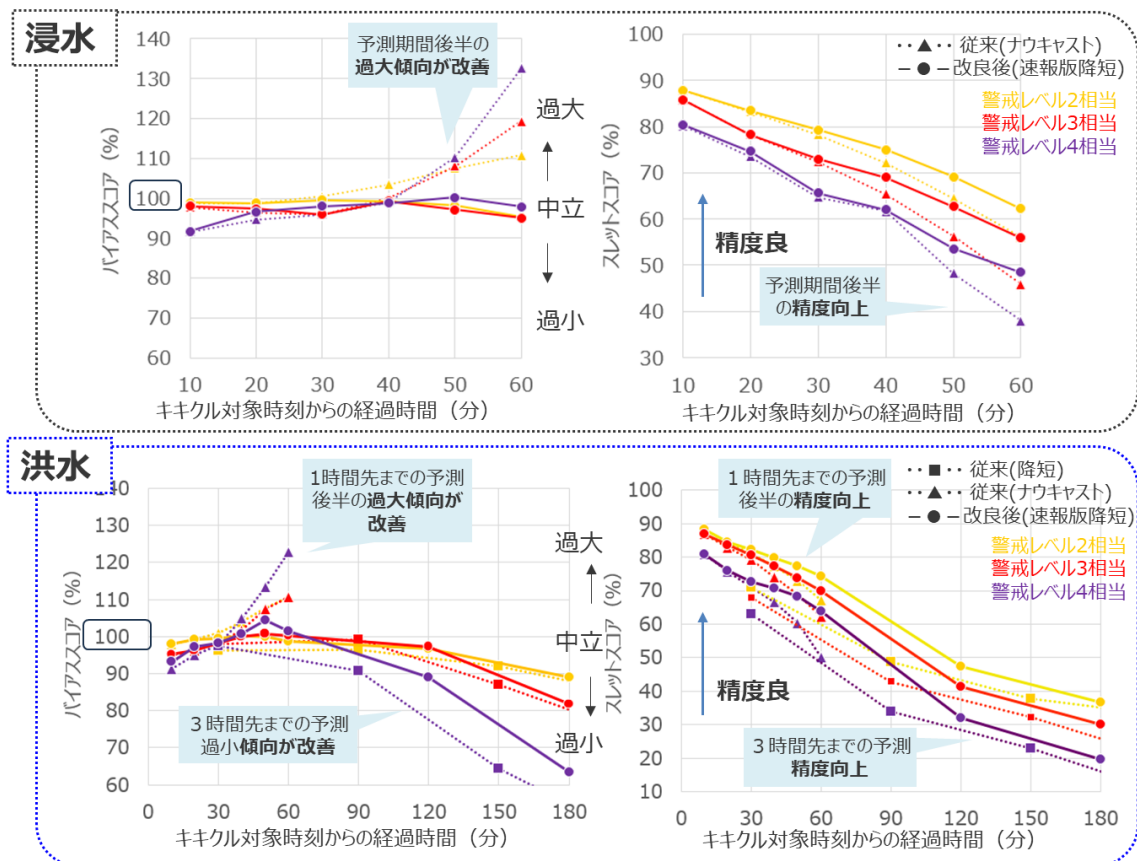 浸水
140
130
120
110
100
90
80
70
60
バイアススコア (%)
10
20
30
40
50
60
キキクル対象時刻からの経過時間(分)
予測期間後半の
過大傾向が改善
過大
中立
過小
100
90
80
70
60
50
40
30
スレットスコア (%)
10
20
30
40
50
60
キキクル対象時刻からの経過時間(分)
従来(ナウキャスト)
改良後(速報版降短)
警戒レベル2相当
警戒レベル3相当
警戒レベル4相当
精度良
予測期間後半
の精度向上
洪水
140
130
120
110
100
90
80
70
60
バイアススコア (%)
0
30
60
90
120
150
180
キキクル対象時刻からの経過時間(分)
1時間先までの予測
後半の過大傾向が
改善
3時間先までの予測
過小傾向が改善
過大
中立
過小
100
90
80
70
60
50
40
30
20
10
スレットスコア (%)
0
30
60
90
120
150
180
キキクル対象時刻からの経過時間(分)
1時間先までの予測
後半の精度向上
従来(降短)
従来(ナウキャスト)
改良後(速報版降短)
警戒レベル2相当
警戒レベル3相当
警戒レベル4相当
精度良
3時間先までの予測
精度向上